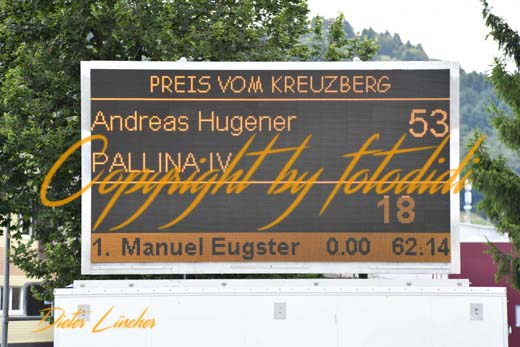 PREIS VOM KREUZBERG
Andreas Hugener 53
PALLINA IV
Copyright by fotodidi
18
1. Manuel Eugster 0.00 62.14
Dieter Lüscher